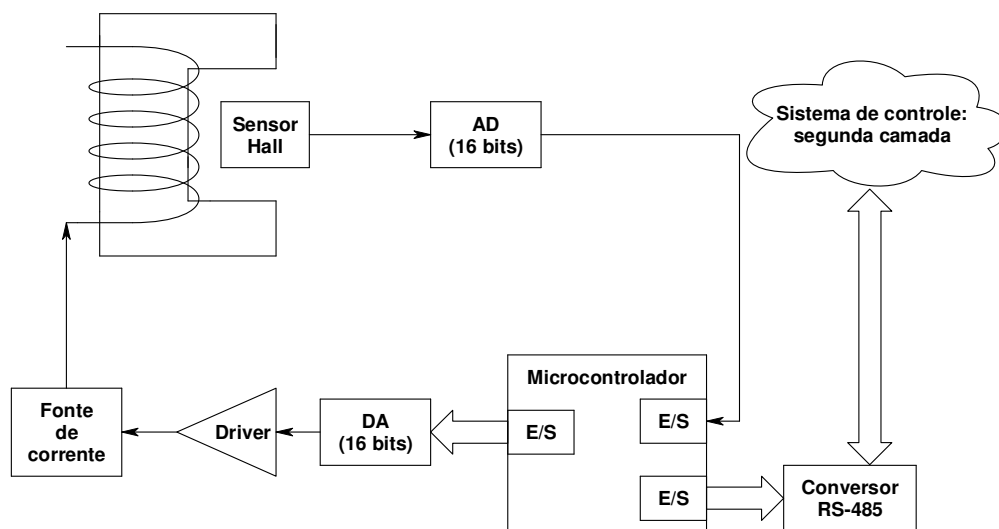 Sistema de controle:
segunda camada
Sensor
Hall
AD
(16 bits)
Microcontrolador
Fonte
de
corrente
Driver
DA
(16 bits)
E/S
E/S
E/S
Conversor
RS-485